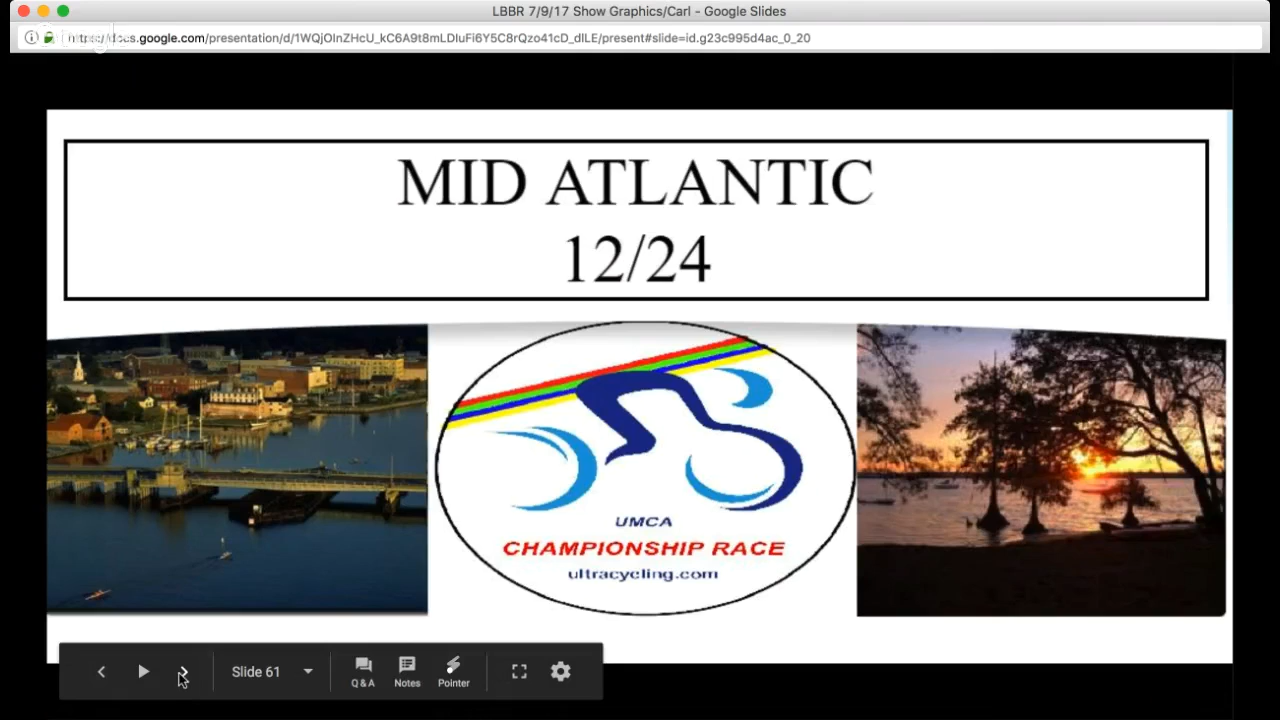 LBBR 7/9/17 Show Graphics/Carl - Google Slides
docs.google.com/presentation/d/1WQjOInZHcU_kC6A9t8mLDIuFi6Y5C8rQzo41cD_dILE/present#slide=id.g23c995d4ac_0_20
MID ATLANTIC
12/24
UMCA
CHAMPIONSHIP RACE
ultracycling.com
Slide 61
Q & A
Notes
Pointer